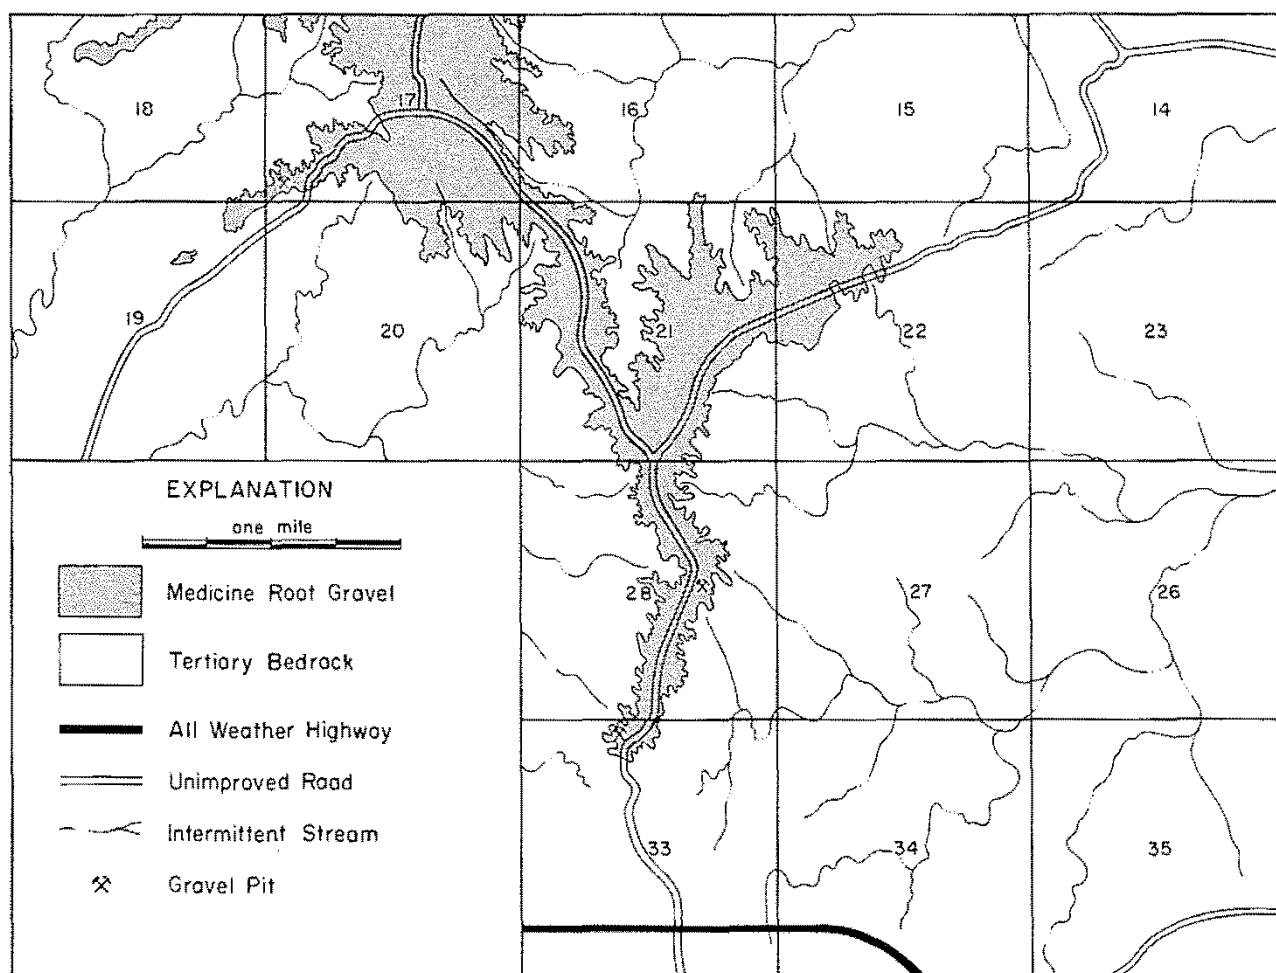 18
17
16
15
14
19
20
21
22
23
EXPLANATION
one mile
Medicine Root Gravel
Tertiary Bedrock
All Weather Highway
Unimproved Road
Intermittent Stream
Gravel Pit
28
27
26
33
34
35